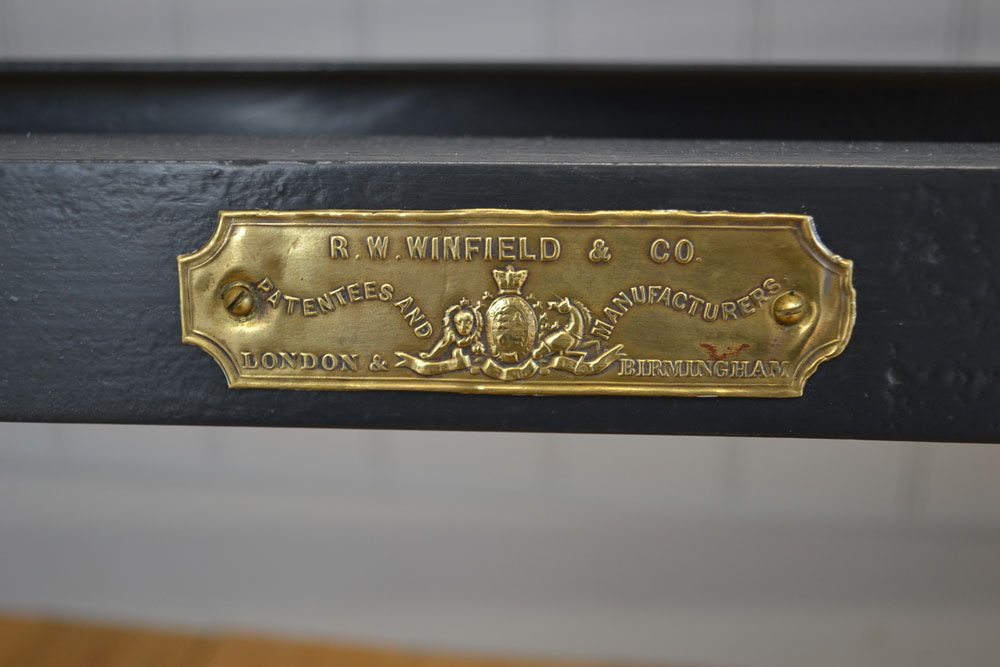 R.W. WINFIELD & CO.
PATENTEES AND MANUFACTURERS
LONDON & BIRMINGHAM